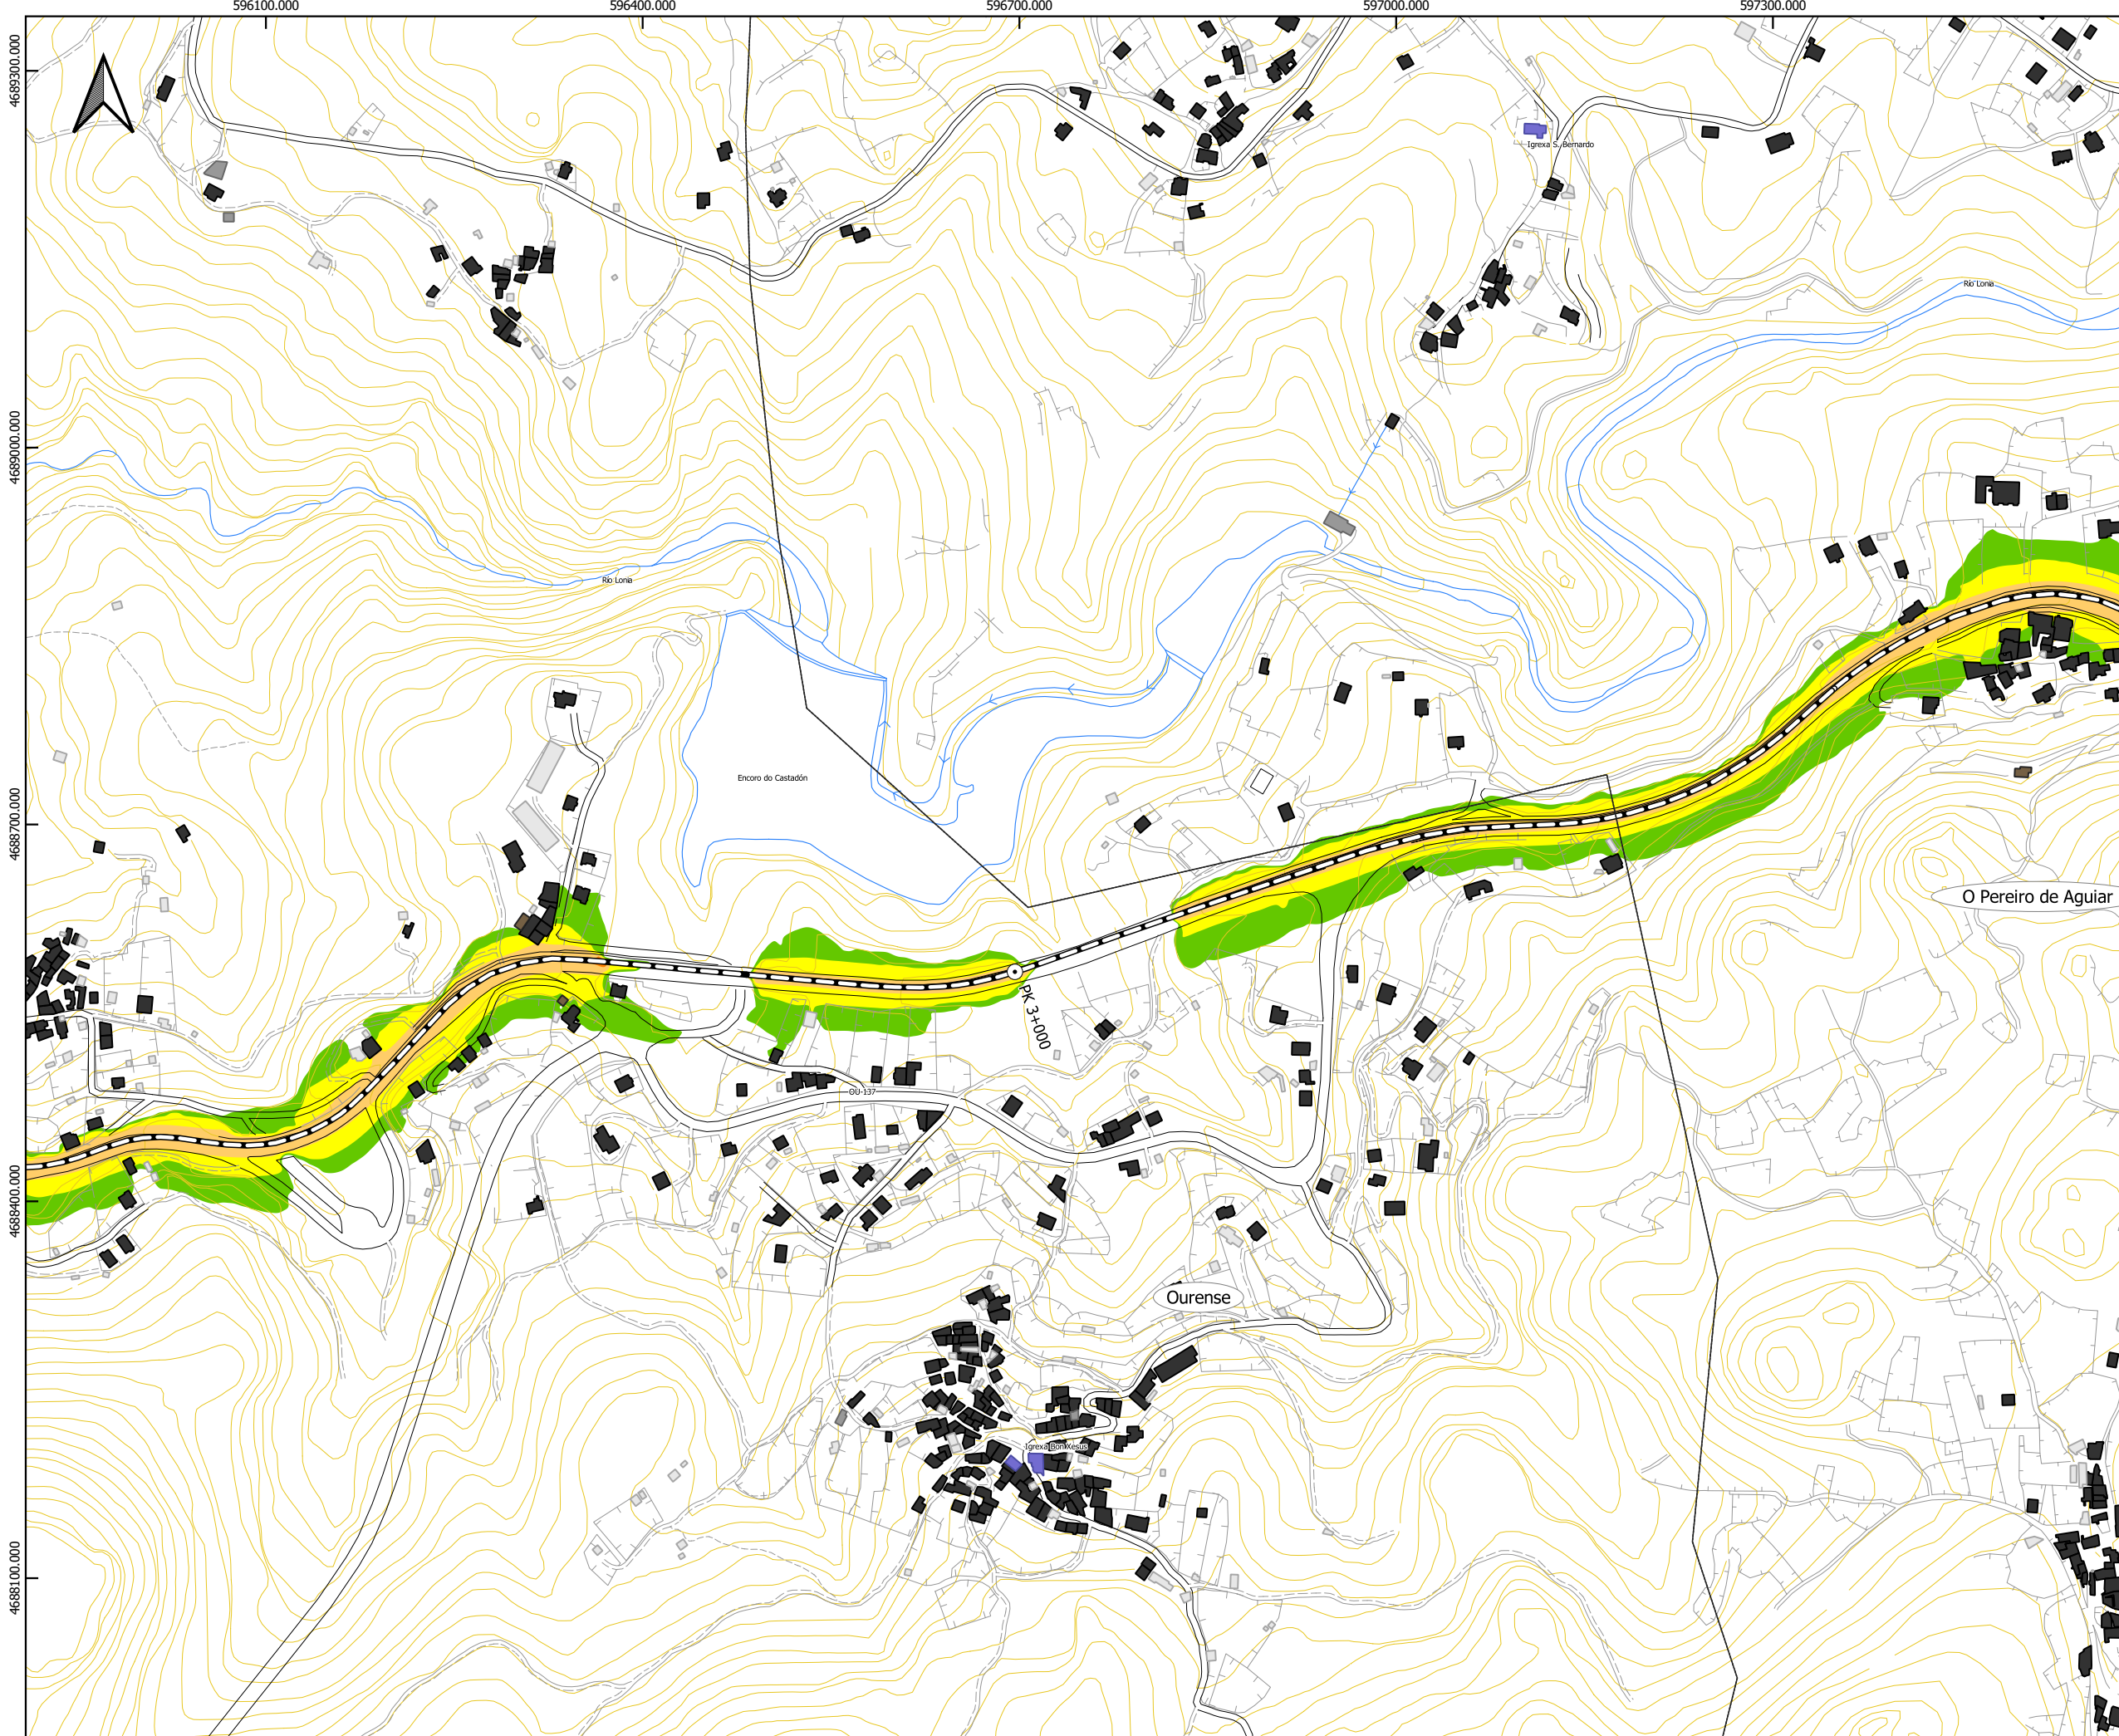 596100.000
596400.000
596700.000
597000.000
597300.000
4689300.000
Igrexa S. Bernardo
Río Lonia
4689000.000
Río Lonia
Encoro do Castadón
4688700.000
O Pereiro de Aguiar
PK 3+000
OU-137
4688400.000
Ourense
Igrexa Bon Xesus
4688100.000